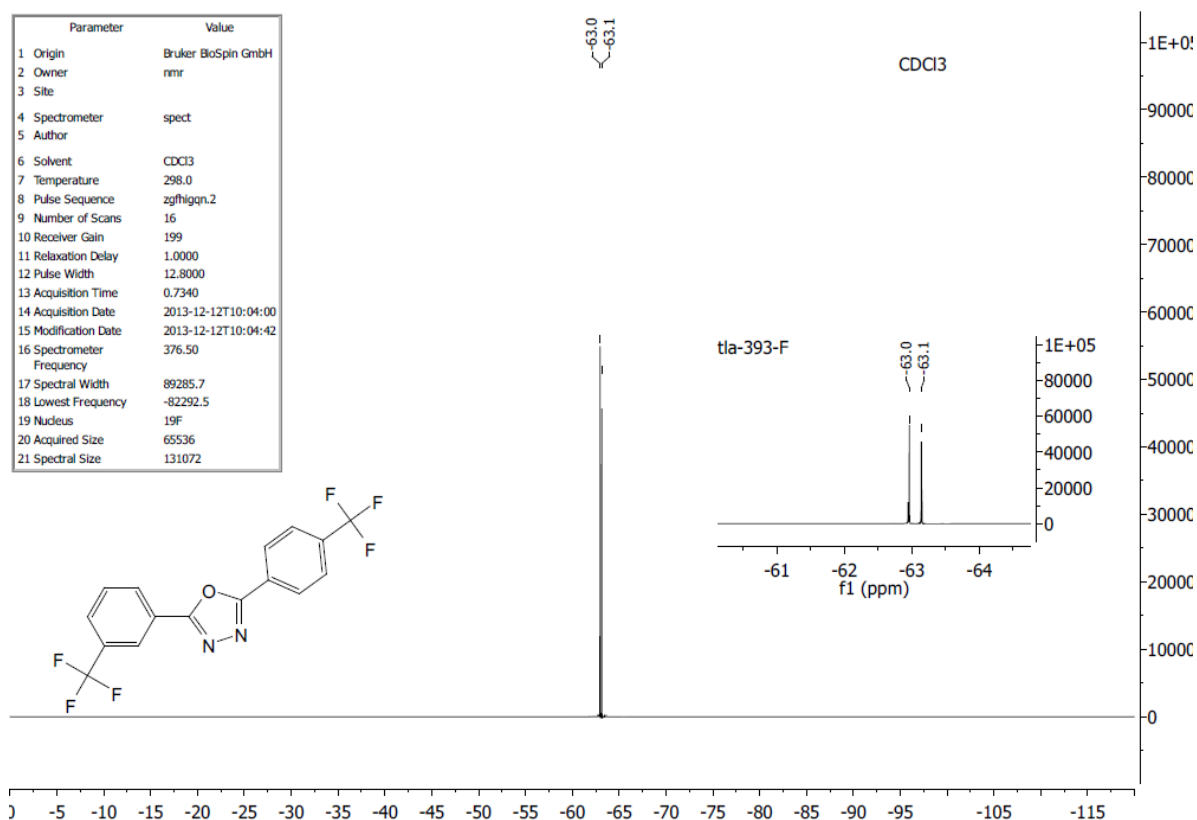 Parameter Value
1 Origin Bruker BioSpin GmbH
2 Owner nmr
3 Site
4 Spectrometer spect
5 Author
6 Solvent CDCl3
7 Temperature 298.0
8 Pulse Sequence zgfhigqn.2
9 Number of Scans 16
10 Receiver Gain 199
11 Relaxation Delay 1.0000
12 Pulse Width 12.8000
13 Acquisition Time 0.7340
14 Acquisition Date 2013-12-12T10:04:00
15 Modification Date 2013-12-12T10:04:42
16 Spectrometer 376.50
Frequency
17 Spectral Width 89285.7
18 Lowest Frequency -82292.5
19 Nucleus 19F
20 Acquired Size 65536
21 Spectral Size 131072
-63.0
-63.1
CDCl3
1E+05
90000
80000
70000
60000
50000
40000
30000
20000
10000
0
tla-393-F
-63.0
-63.1
1E+05
80000
60000
40000
20000
0
-61 -62 -63 -64
f1 (ppm)
F
F
F
O
N
N
F
F
F
0 -5 -10 -15 -20 -25 -30 -35 -40 -45 -50 -55 -60 -65 -70 -75 -80 -85 -90 -95 -105 -115